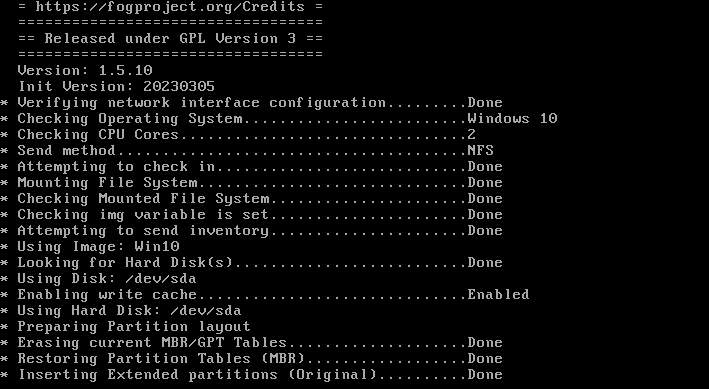 = https://fogproject.org/Credits =
==================================
== Released under GPL Version 3 ==
==================================
Version: 1.5.10
Init Version: 20230305
* Verifying network interface configuration.........Done
* Checking Operating System.........................Windows 10
* Checking CPU Cores................................2
* Send method.......................................NFS
* Attempting to check in............................Done
* Mounting File System..............................Done
* Checking Mounted File System......................Done
* Checking img variable is set......................Done
* Attempting to send inventory......................Done
* Using Image: Win10
* Looking for Hard Disk(s)..........................Done
* Using Disk: /dev/sda
* Enabling write cache..............................Enabled
* Using Hard Disk: /dev/sda
* Preparing Partition layout
* Erasing current MBR/GPT Tables....................Done
* Restoring Partition Tables (MBR)..................Done
* Inserting Extended partitions (Original)..........Done